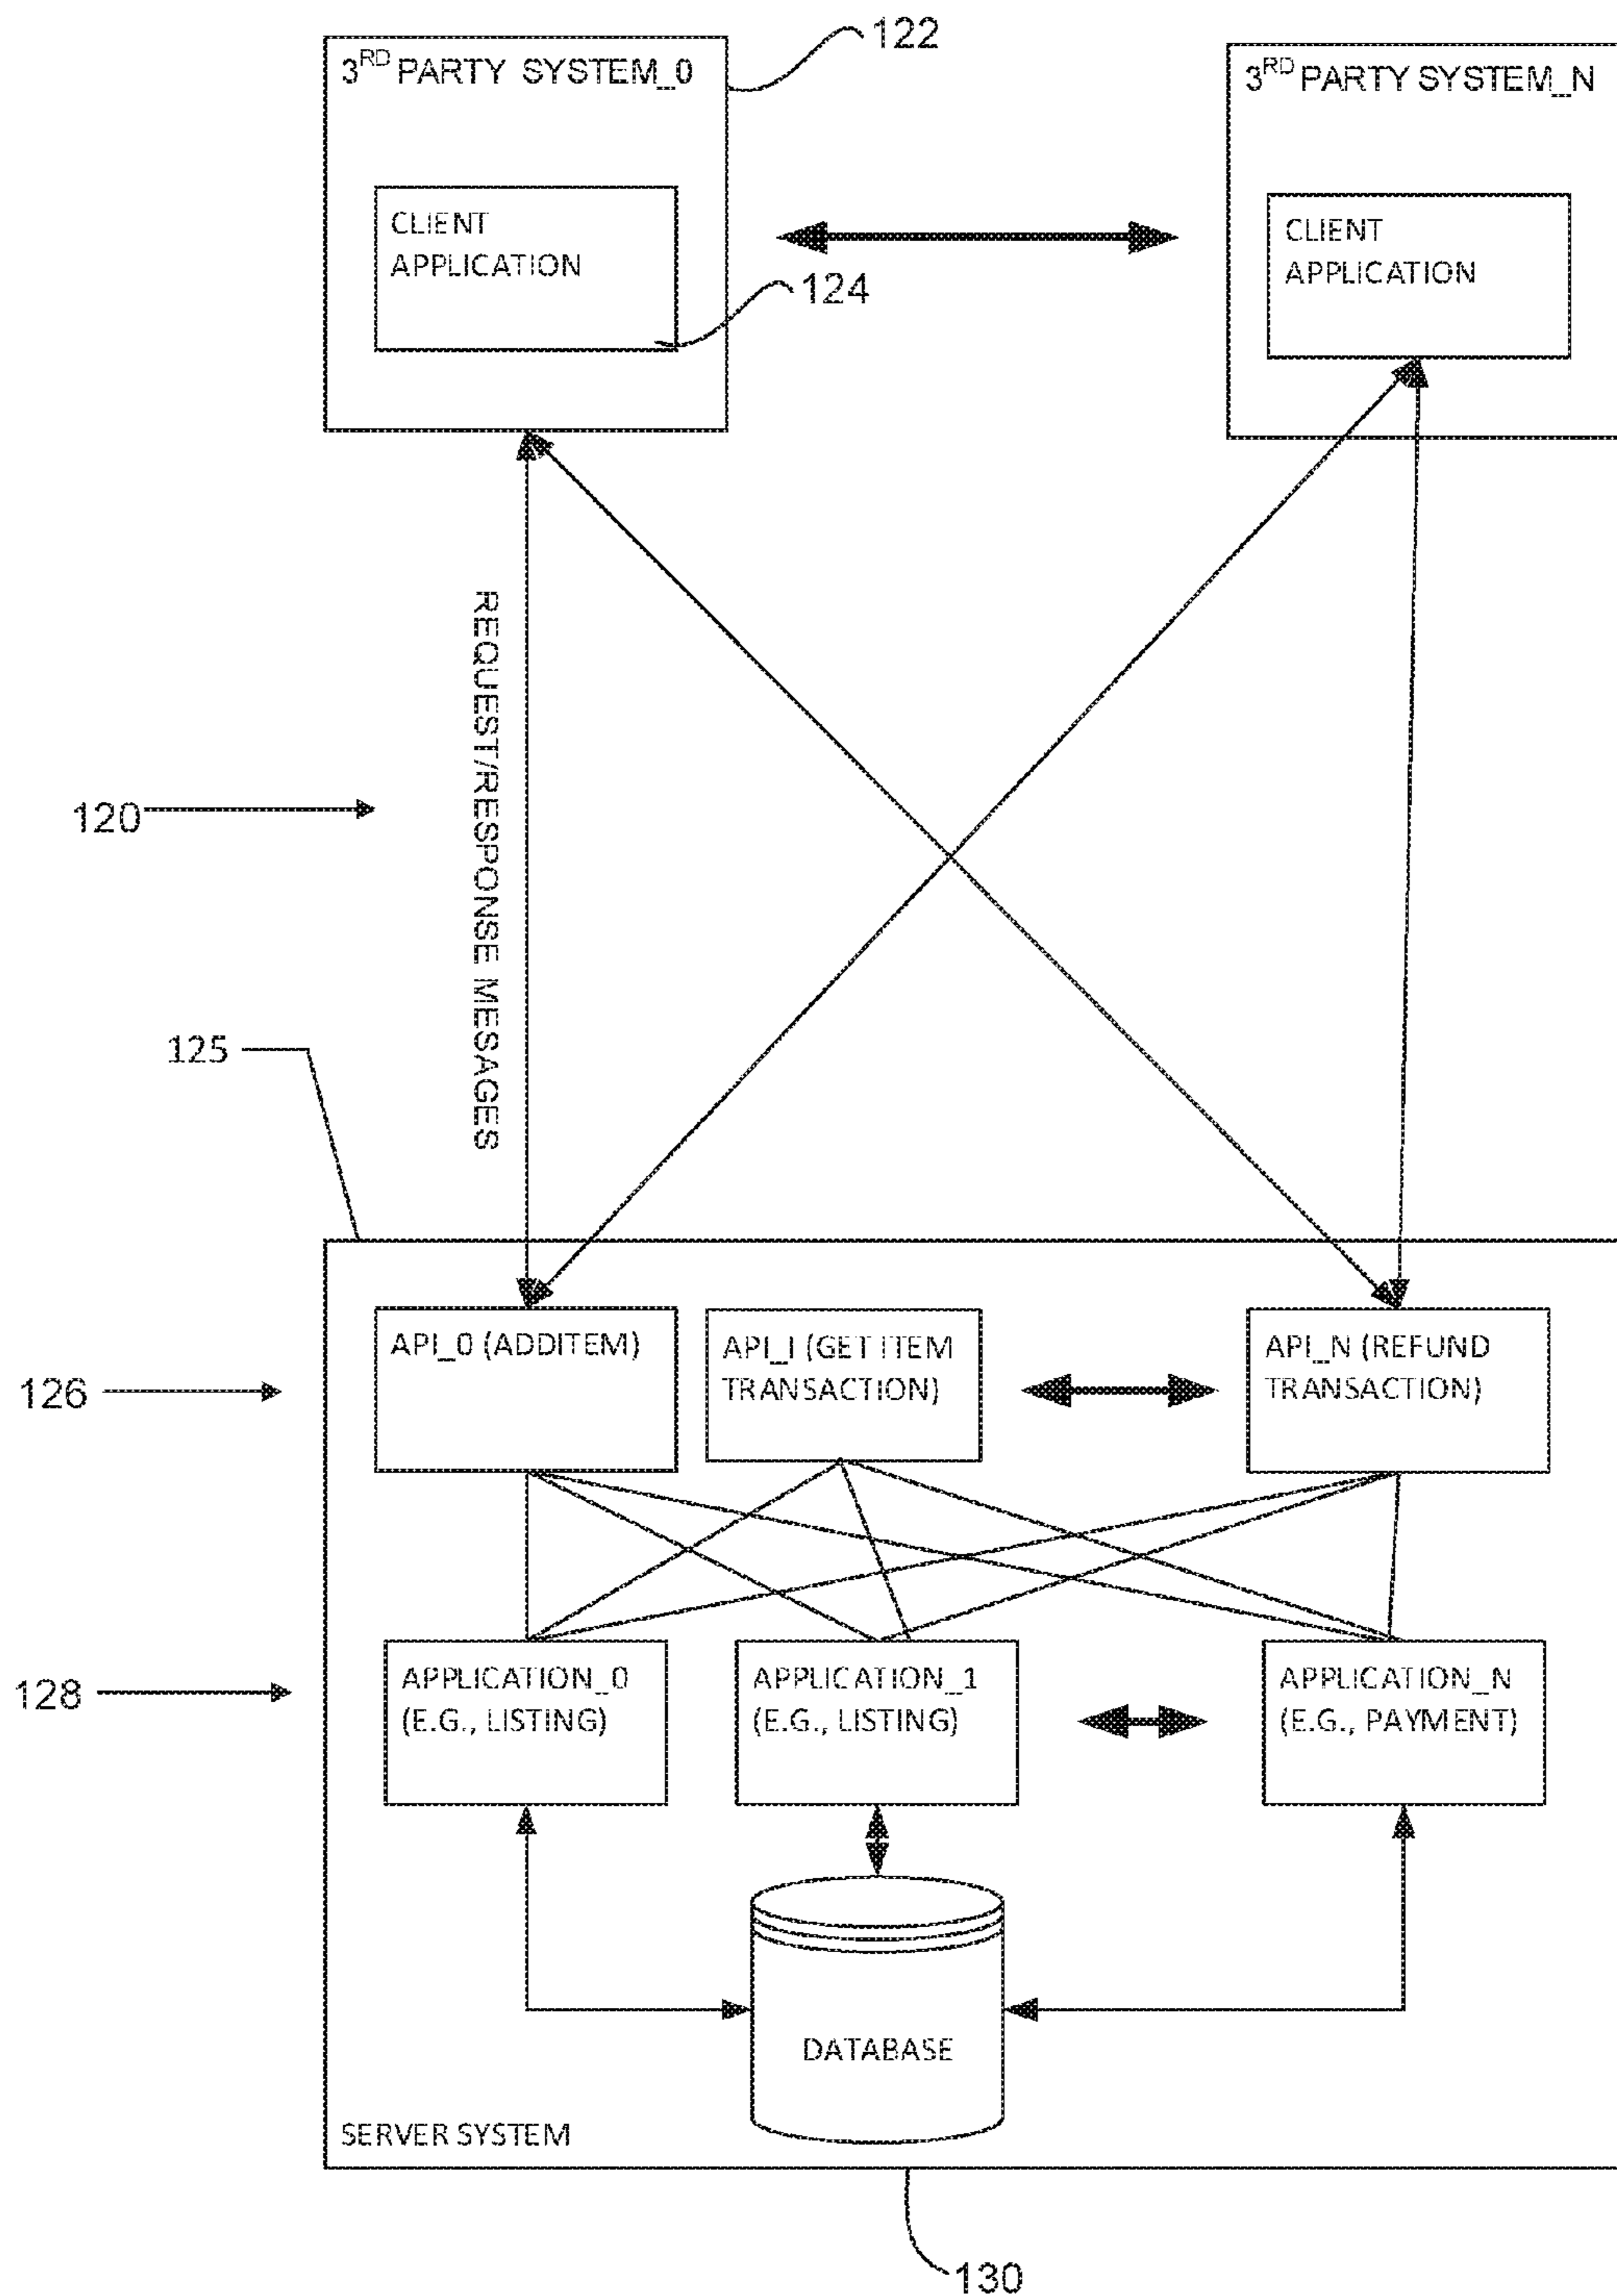 122
3RD PARTY SYSTEM_0
3RD PARTY SYSTEM_N
CLIENT
APPLICATION
CLIENT
APPLICATION
124
REQUEST/RESPONSE MESAGES
120
125
API_0 (ADDITEM)
API_I (GET ITEM
TRANSACTION)
API_N (REFUND
TRANSACTION)
126
APPLICATION_0
(E.G., LISTING)
APPLICATION_1
(E.G., LISTING)
APPLICATION_N
(E.G., PAYMENT)
128
DATABASE
SERVER SYSTEM
130